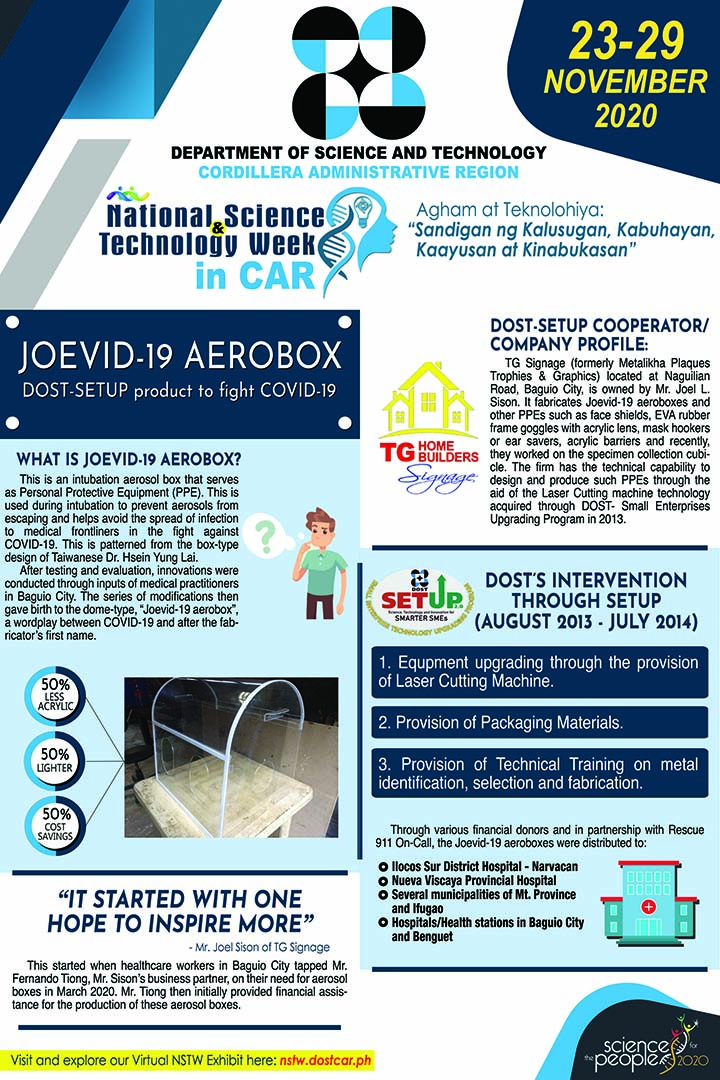 23-29
NOVEMBER
2020
DEPARTMENT OF SCIENCE AND TECHNOLOGY
CORDILLERA ADMINISTRATIVE REGION
National Science
&
Technology Week
in CAR
Agham at Teknolohiya:
“Sandigan ng Kalusugan, Kabuhayan,
Kaayusan at Kinabukasan”
JOEVID-19 AEROBOX
DOST-SETUP product to fight COVID-19
WHAT IS JOEVID-19 AEROBOX?
This is an intubation aerosol box that serves
as Personal Protective Equipment (PPE). This is
used during intubation to prevent aerosols from
escaping and helps avoid the spread of infection
to medical frontliners in the fight against
COVID-19. This is patterned from the box-type
design of Taiwanese Dr. Hsein Yung Lai.
After testing and evaluation, innovations were
conducted through inputs of medical practitioners
in Baguio City. The series of modifications then
gave birth to the dome-type, “Joevid-19 aerobox”,
a wordplay between COVID-19 and after the fab-
ricator’s first name.
?
50%
LESS
ACRYLIC
50%
LIGHTER
50%
COST
SAVINGS
“IT STARTED WITH ONE
HOPE TO INSPIRE MORE”
- Mr. Joel Sison of TG Signage
This started when healthcare workers in Baguio City tapped Mr.
Fernando Tiong, Mr. Sison’s business partner, on their need for aerosol
boxes in March 2020. Mr. Tiong then initially provided financial assis-
tance for the production of these aerosol boxes.
DOST-SETUP COOPERATOR/
COMPANY PROFILE:
TG Signage (formerly Metalikha Plaques
Trophies & Graphics) located at Naguilian
Road, Baguio City, is owned by Mr. Joel L.
Sison. It fabricates Joevid-19 aeroboxes and
other PPEs such as face shields, EVA rubber
frame goggles with acrylic lens, mask hookers
or ear savers, acrylic barriers and recently,
they worked on the specimen collection cubi-
cle. The firm has the technical capability to
design and produce such PPEs through the
aid of the Laser Cutting machine technology
acquired through DOST- Small Enterprises
Upgrading Program in 2013.
TG HOME
BUILDERS
Signage
DOST
SETUP 2.0
Science, Technology and Innovation for
SMARTER SMEs
SMALL ENTERPRISE TECHNOLOGY UPGRADING PROGRAM
DOST’S INTERVENTION
THROUGH SETUP
(AUGUST 2013 - JULY 2014)
1. Equpment upgrading through the provision
of Laser Cutting Machine.
2. Provision of Packaging Materials.
3. Provision of Technical Training on metal
identification, selection and fabrication.
Through various financial donors and in partnership with Rescue
911 On-Call, the Joevid-19 aeroboxes were distributed to:
Ilocos Sur District Hospital - Narvacan
Nueva Viscaya Provincial Hospital
Several municipalities of Mt. Province
and Ifugao
Hospitals/Health stations in Baguio City
and Benguet
Visit and explore our Virtual NSTW Exhibit here: nstw.dostcar.ph
science for
the people 2020